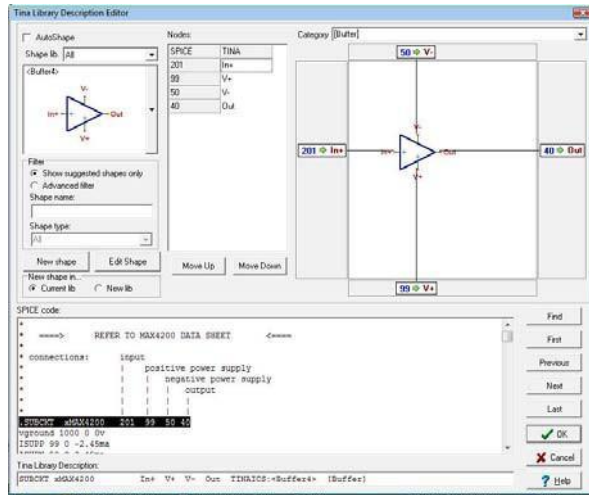 Tina Library Description Editor
AutoShape
Shape lib. All
<Buffer4>
V-
In+
Out
V+
Filter
Show suggested shapes only
Advanced filter
Shape name:
Shape type:
All
New shape
Edit Shape
New shape in...
Current lib
New lib
Nodes:
SPICE TINA
201 In+
99 V+
50 V-
40 Out
Move Up
Move Down
Category [Buffer]
50 V-
201 In+
V-
In+
Out
V+
40 Out
99 V+
SPICE code:
*
* ====> REFER TO MAX4200 DATA SHEET <====
*
* connections: input
* | positive power supply
* | | negative power supply
* | | | output
* | | | |
.SUBCKT xMAX4200 201 99 50 40
vground 1000 0 0v
ISUPP 99 0 -2.45ma
Find
First
Previous
Next
Last
OK
Cancel
Help
Tina Library Description:
SUBCKT xMAX4200 In+ V+ V- Out TINAICS:<Buffer4> [Buffer]